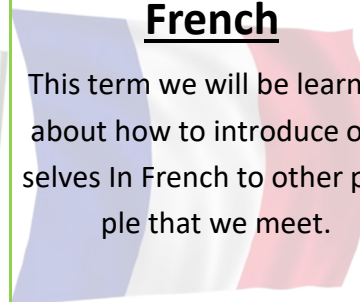 French
This term we will be learn
about how to introduce o
selves In French to other p
ple that we meet.